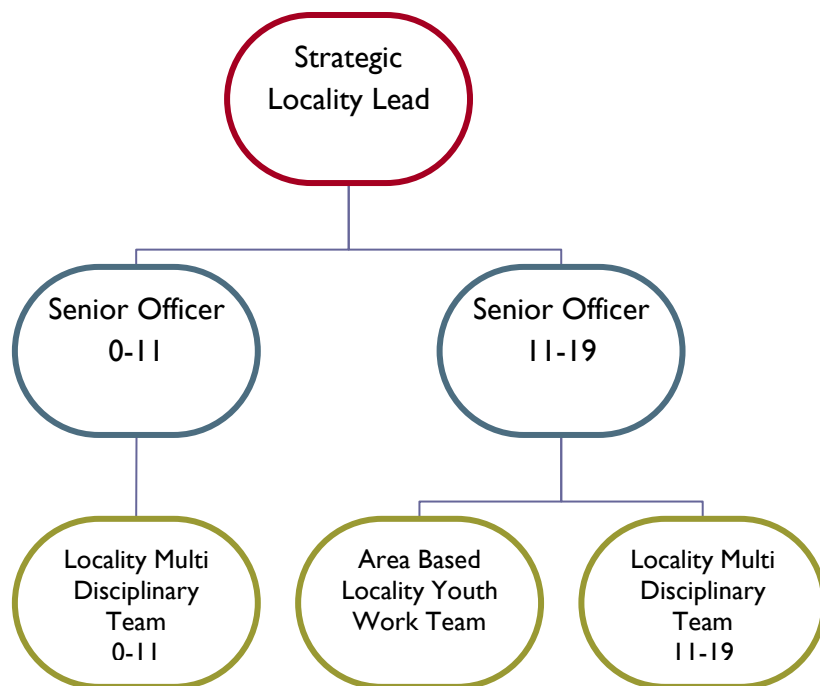 Strategic
Locality Lead
Senior Officer
0-11
Senior Officer
11-19
Locality Multi
Disciplinary
Team
0-11
Area Based
Locality Youth
Work Team
Locality Multi
Disciplinary
Team
11-19